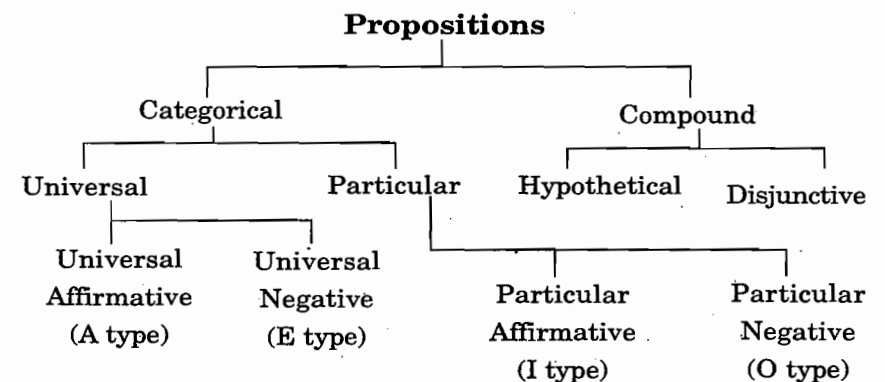 Propositions
Categorical
Compound
Universal
Particular
Hypothetical
Disjunctive
Universal
Affirmative
(A type)
Universal
Negative
(E type)
Particular
Affirmative
(I type)
Particular
Negative
(O type)